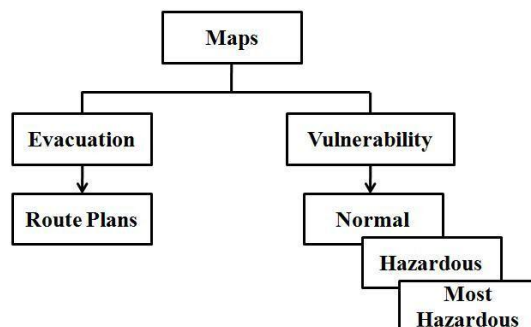 Maps
Evacuation
Vulnerability
Route Plans
Normal
Hazardous
Most
Hazardous